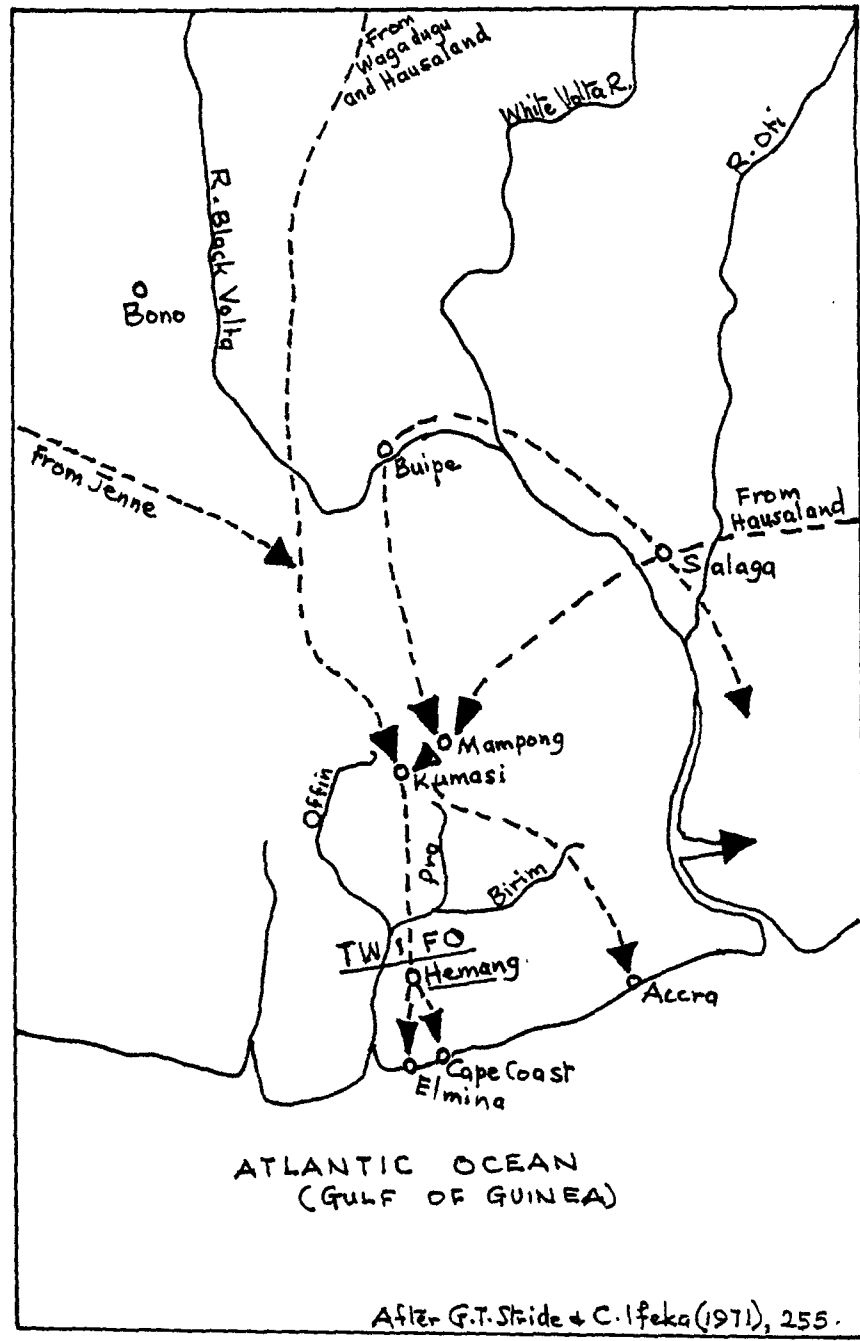 From
Wagadugu
and Hausaland
White Volta R.
R. Oti
R. Black Volta
Bono
From Jenne
Buipe
From
Hausaland
Salaga
Mampong
Kumasi
Offin
Pra
Birim
TWIFO
Hemang.
Accra
Cape Coast
Elmina
ATLANTIC OCEAN
(GULF OF GUINEA)
After G.T. Stride & C. Ifeka (1971), 255.